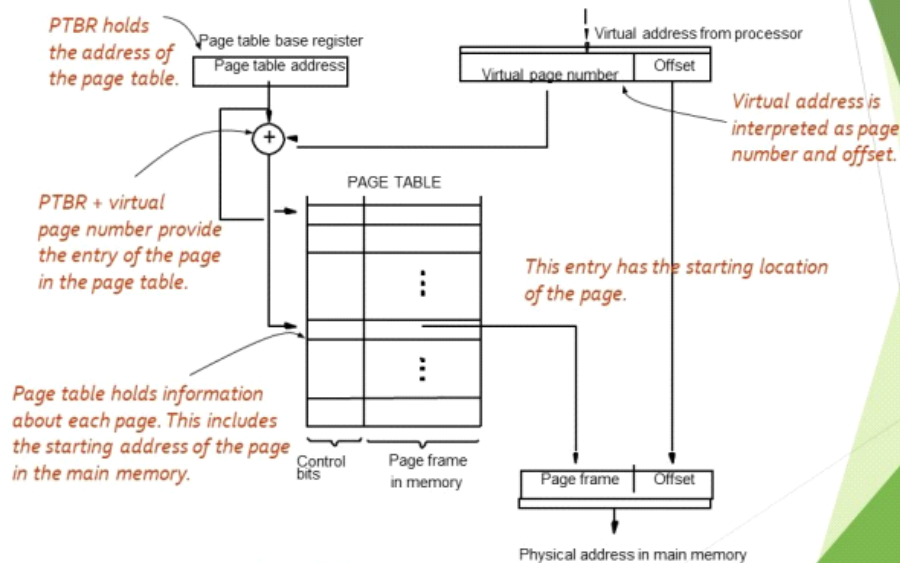 PTBR holds
the address of
the page table.
Page table base register
Page table address
Virtual address from processor
Virtual page number
Offset
Virtual address is
interpreted as page
number and offset.
+
PTBR + virtual
page number provide
the entry of the page
in the page table.
PAGE TABLE
This entry has the starting location
of the page.
Page table holds information
about each page. This includes
the starting address of the page
in the main memory.
Control
bits
Page frame
in memory
Page frame
Offset
Physical address in main memory